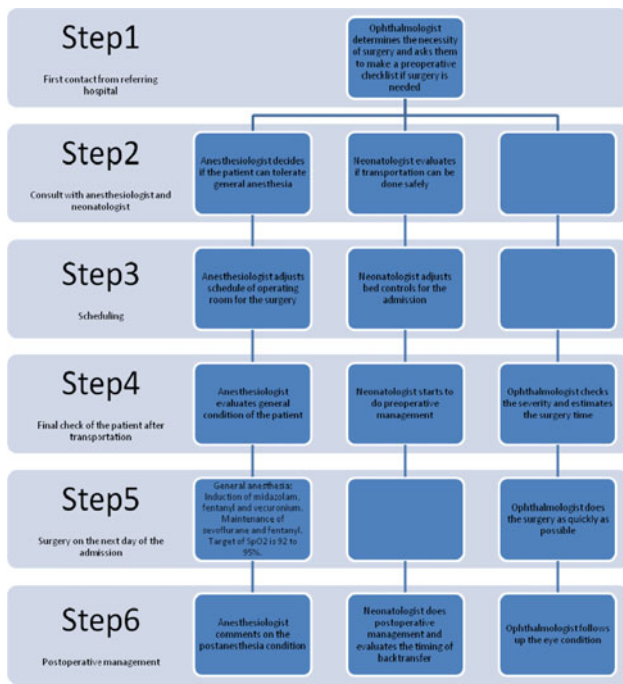 Step1
First contact from referring
hospital
Ophthalmologist
determines the necessity
of surgery and asks them
to make a preoperative
checklist if surgery is
needed
Step2
Consult with anesthesiologist and
neonatologist
Anesthesiologist decides
if the patient can tolerate
general anesthesia
Neonatologist evaluates
if transportation can be
done safely
Step3
Scheduling
Anesthesiologist adjusts
schedule of operating
room for the surgery
Neonatologist adjusts
bed controls for the
admission
Step4
Final check of the patient after
transportation
Anesthesiologist
evaluates general
condition of the patient
Neonatologist starts to
do preoperative
management
Ophthalmologist checks
the severity and estimates
the surgery time
Step5
Surgery on the next day of the
admission
General anesthesia:
Induction of midazolam,
fentanyl and vecuronium.
Maintenance of
sevoflurane and fentanyl.
Target of SpO2 is 92 to
95%.
Ophthalmologist does
the surgery as quickly as
possible
Step6
Postoperative management
Anesthesiologist
comments on the
postanesthesia condition
Neonatologist does
postoperative
management and
evaluates the timing of
backtransfer
Ophthalmologist follows
up the eye condition